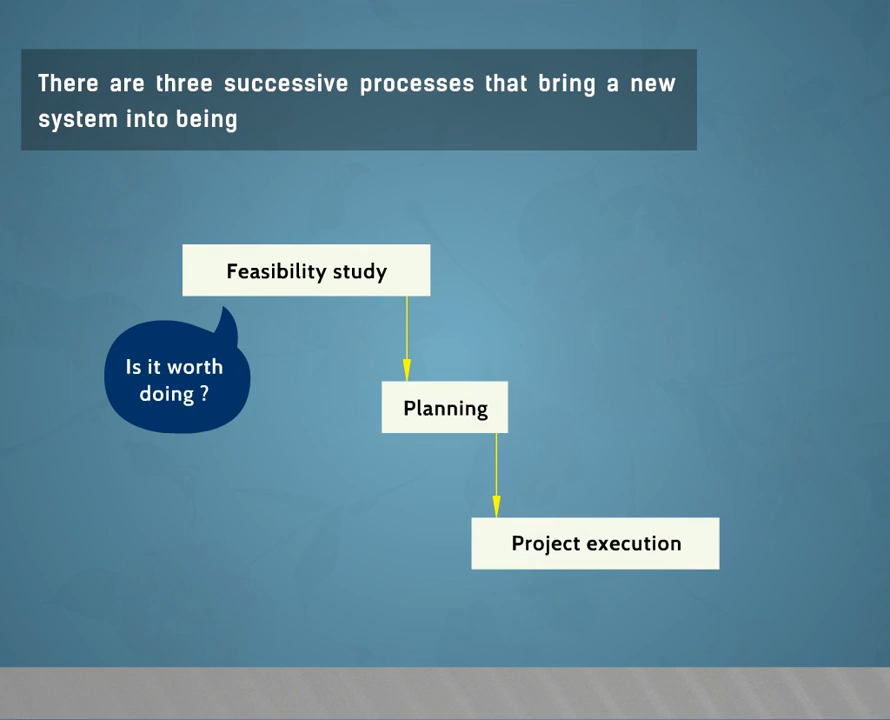 There are three successive processes that bring a new
system into being
Feasibility study
Is it worth
doing ?
Planning
Project execution